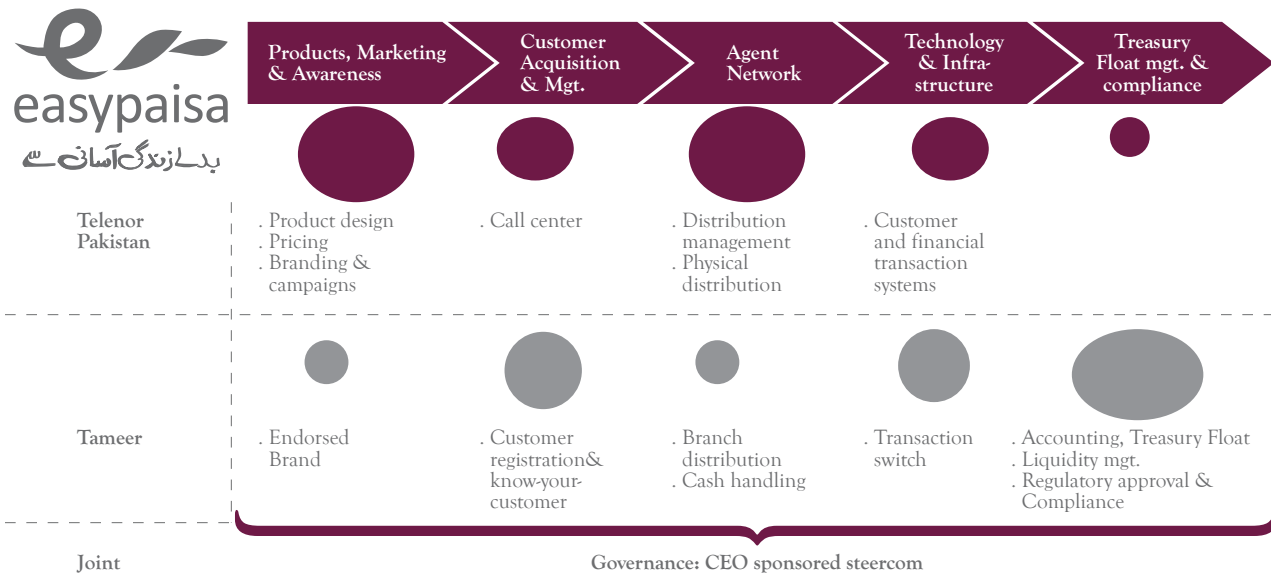 easypaisa
بدلے زندگی آسانی سے
Products, Marketing
& Awareness
Customer
Acquisition
& Mgt.
Agent
Network
Technology
& Infra-
structure
Treasury
Float mgt. &
compliance
Telenor
Pakistan
. Product design
. Pricing
. Branding &
campaigns
. Call center
. Distribution
management
. Physical
distribution
. Customer
and financial
transaction
systems
Tameer
. Endorsed
Brand
. Customer
registration&
know-your-
customer
. Branch
distribution
. Cash handling
. Transaction
switch
. Accounting, Treasury Float
. Liquidity mgt.
. Regulatory approval &
Compliance
Joint
Governance: CEO sponsored steercom